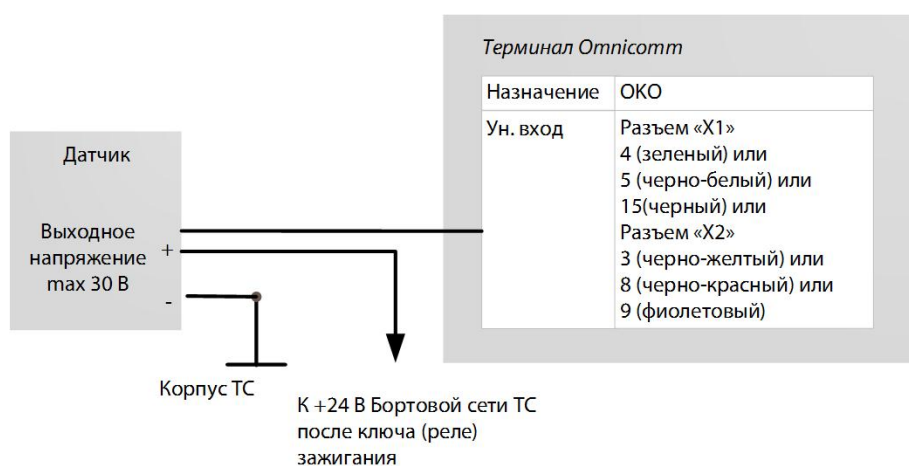 Терминал Omnicomm
Назначение
OKO
Ун. вход
Разъем «X1»
4 (зеленый) или
5 (черно-белый) или
15(черный) или
Разъем «X2»
3 (черно-желтый) или
8 (черно-красный) или
9 (фиолетовый)
Датчик
Выходное
напряжение
max 30 В
+
-
Корпус ТС
К +24 В Бортовой сети ТС
после ключа (реле)
зажигания